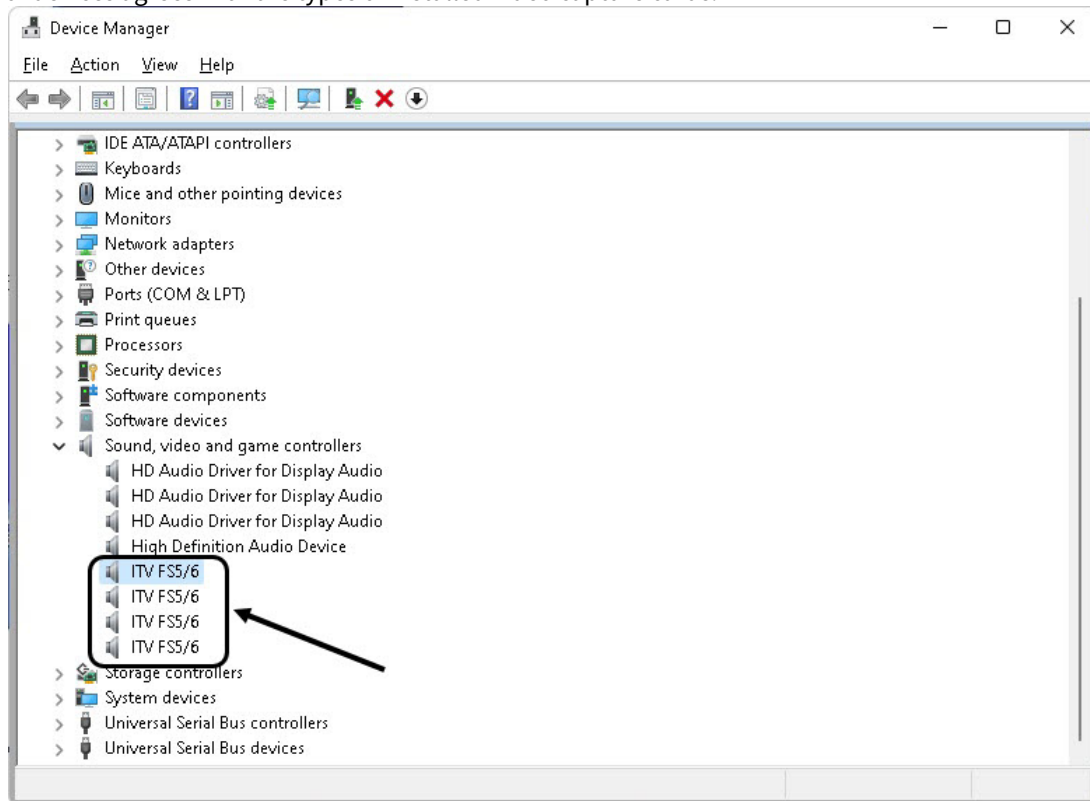 Device Manager
File Action View Help
IDE ATA/ATAPI controllers
Keyboards
Mice and other pointing devices
Monitors
Network adapters
Other devices
Ports (COM & LPT)
Print queues
Processors
Security devices
Software components
Software devices
Sound, video and game controllers
HD Audio Driver for Display Audio
HD Audio Driver for Display Audio
HD Audio Driver for Display Audio
High Definition Audio Device
ITV FS5/6
ITV FS5/6
ITV FS5/6
ITV FS5/6
Storage controllers
System devices
Universal Serial Bus controllers
Universal Serial Bus devices